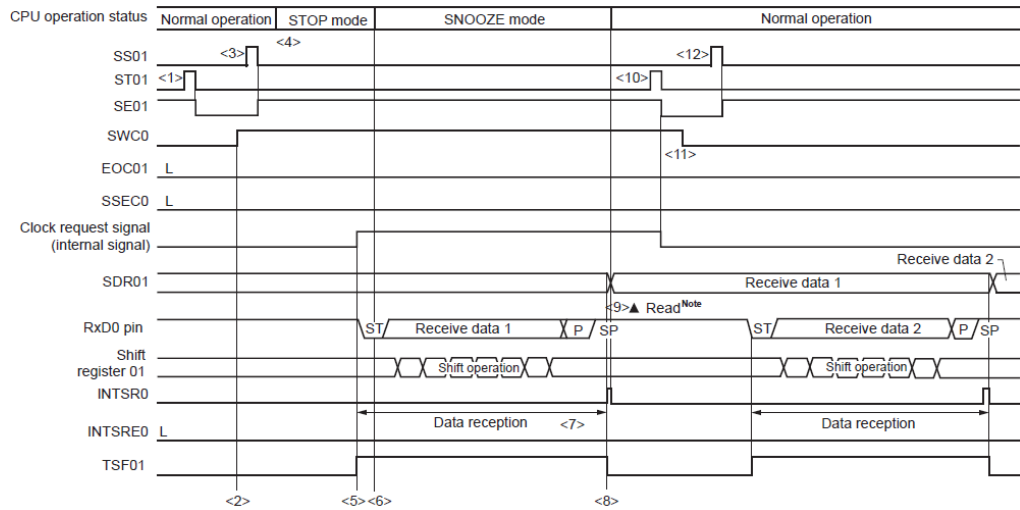 CPU operation status Normal operation STOP mode SNOOZE mode Normal operation
<4>
SS01 <3> <12>
ST01 <1> <10>
SE01
SWC0
<11>
EOC01 L
SSEC0 L
Clock request signal
(internal signal)
Receive data 2
SDR01 Receive data 1
<9>▲ Read Note
RxD0 pin ST Receive data 1 P SP ST Receive data 2 P SP
Shift
register 01 Shift operation Shift operation
INTSR0
Data reception <7> Data reception
INTSRE0 L
TSF01
<2> <5> <6> <8>